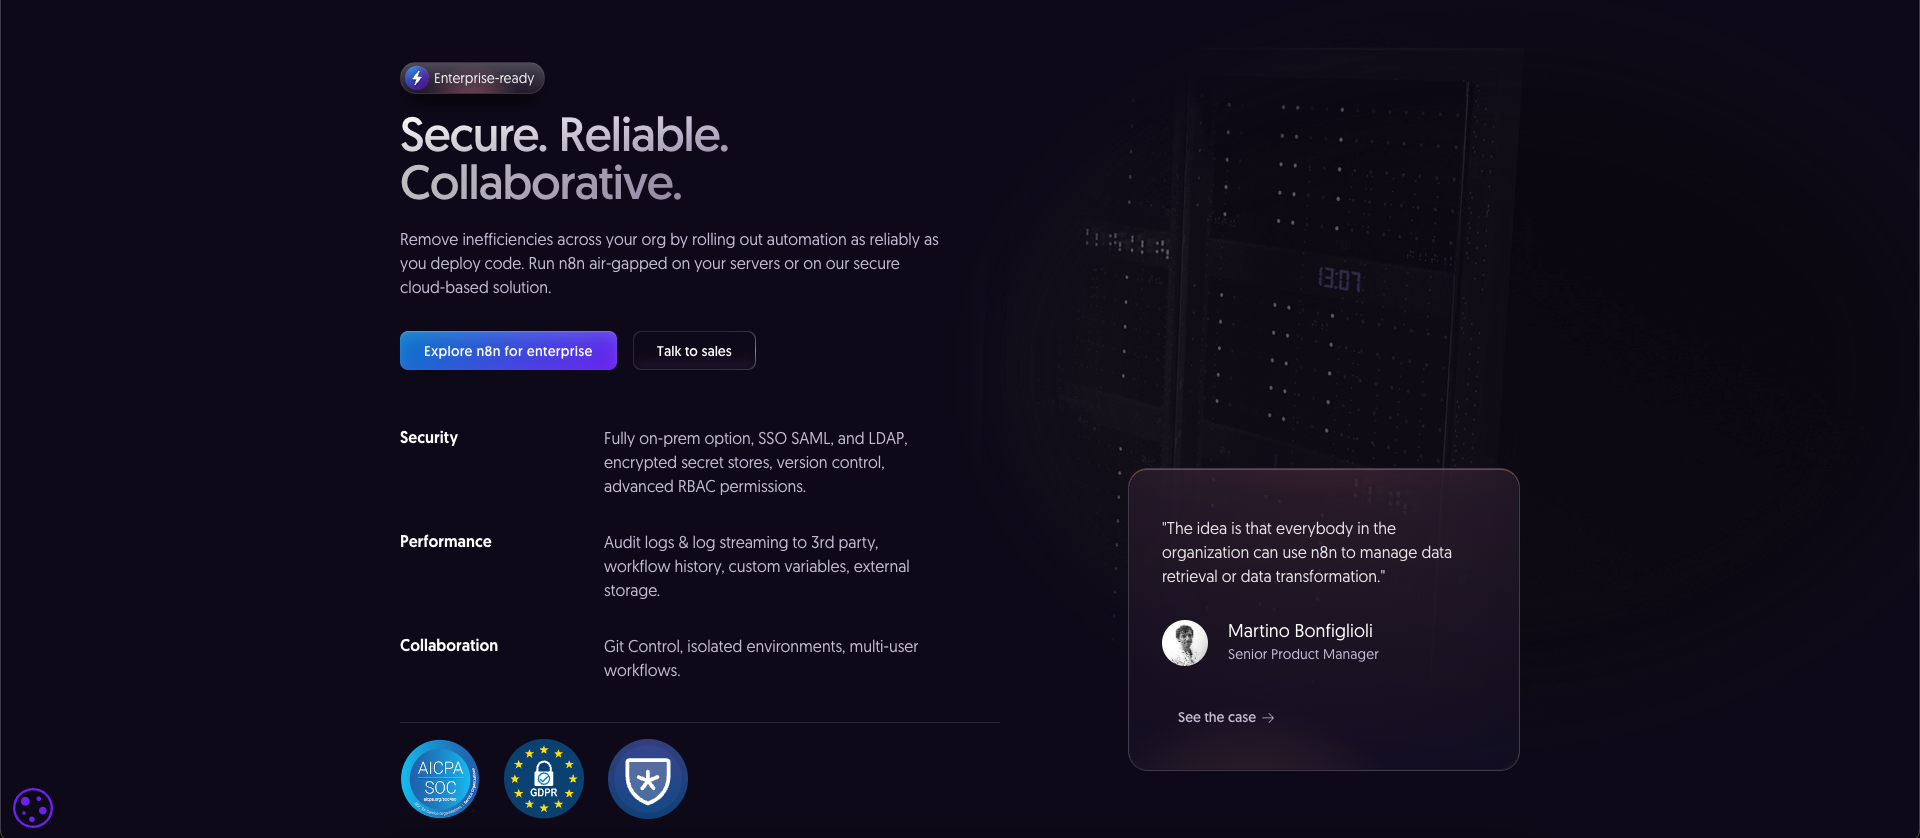 Enterprise-ready
Secure. Reliable.
Collaborative.
Remove inefficiencies across your org by rolling out automation as reliably as
you deploy code. Run n8n air-gapped on your servers or on our secure
cloud-based solution.
Explore n8n for enterprise
Talk to sales
Security
Fully on-prem option, SSO SAML, and LDAP,
encrypted secret stores, version control,
advanced RBAC permissions.
Performance
Audit logs & log streaming to 3rd party,
workflow history, custom variables, external
storage.
Collaboration
Git Control, isolated environments, multi-user
workflows.
AICPA
SOC
GDPR
13:07
"The idea is that everybody in the
organization can use n8n to manage data
retrieval or data transformation."
Martino Bonfiglioli
Senior Product Manager
See the case →